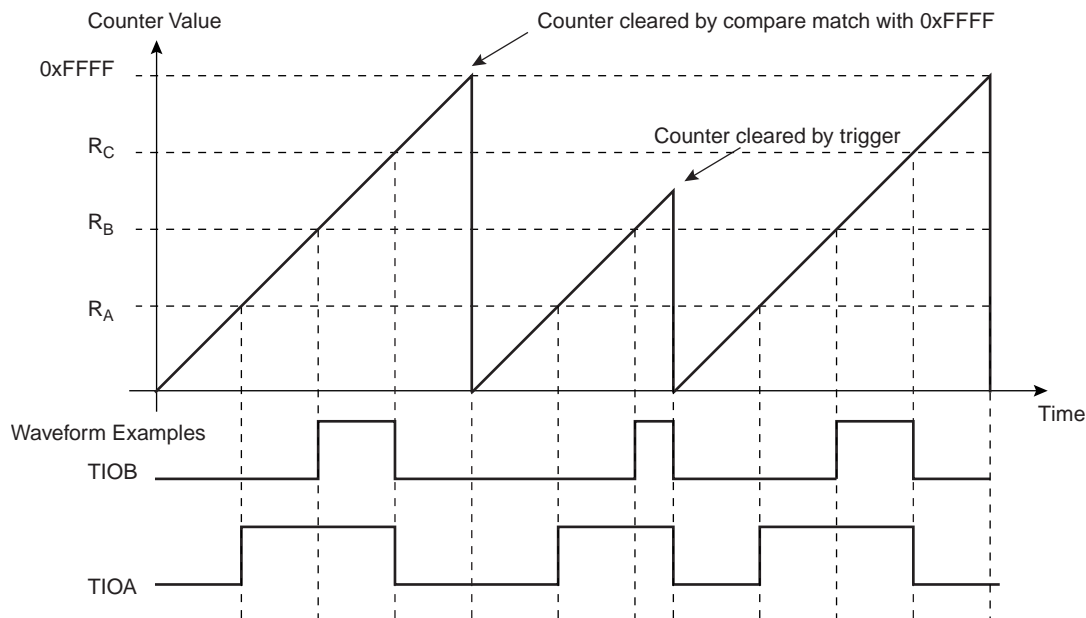 Counter Value
Counter cleared by compare match with 0xFFFF
0xFFFF
Counter cleared by trigger
RC
RB
RA
Time
Waveform Examples
TIOB
TIOA